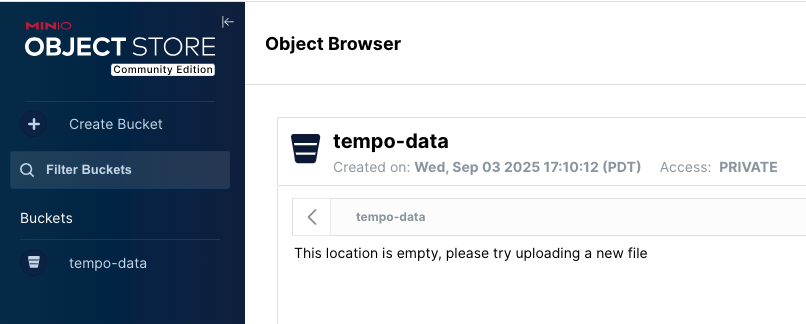 MINIO
OBJECT STORE
Community Edition
Create Bucket
Filter Buckets
Buckets
tempo-data
Object Browser
tempo-data
Created on: Wed, Sep 03 2025 17:10:12 (PDT) Access: PRIVATE
tempo-data
This location is empty, please try uploading a new file